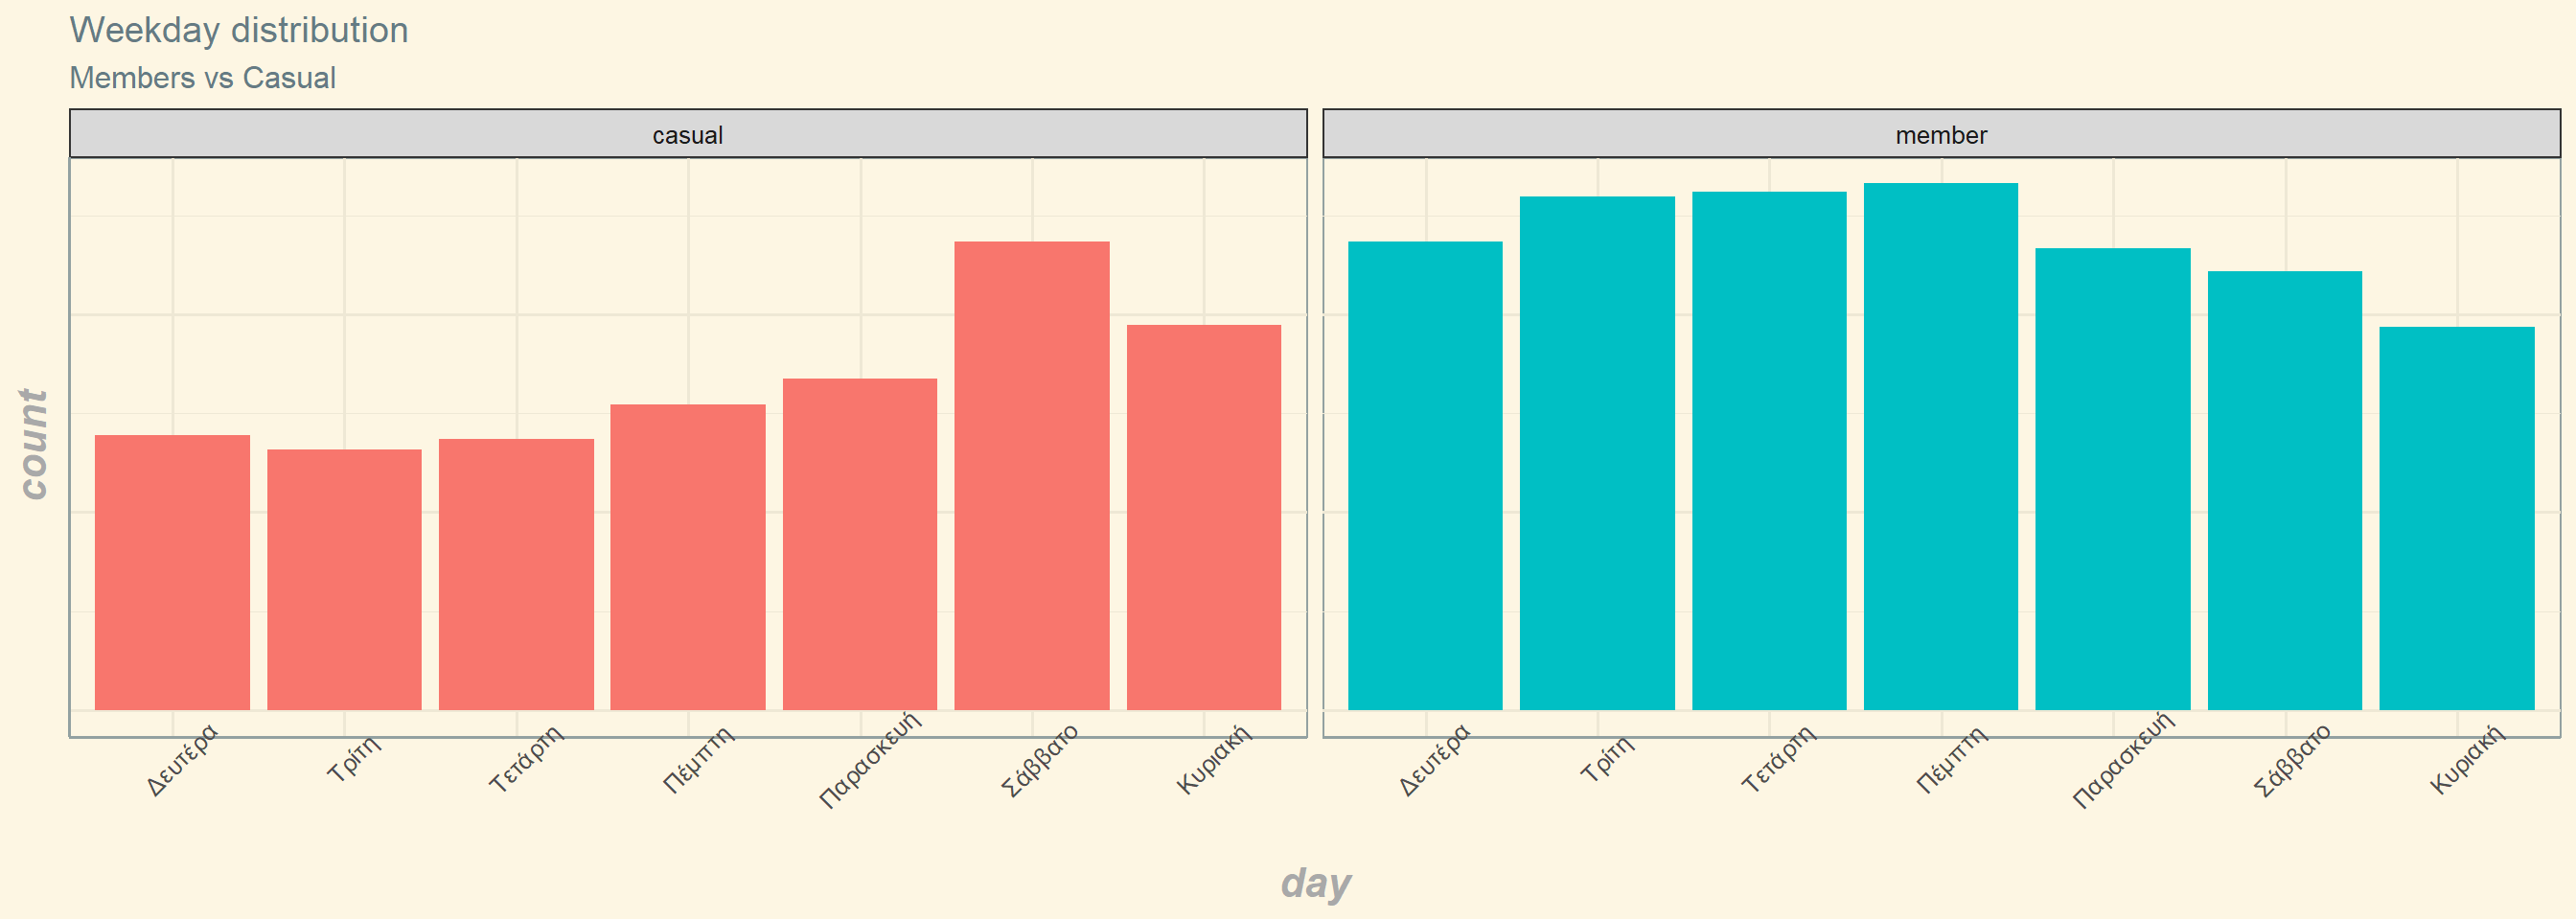 Weekday distribution
Members vs Casual
casual
member
count
Δευτέρα
Τρίτη
Τετάρτη
Πέμπτη
Παρασκευή
Σάββατο
Κυριακή
Δευτέρα
Τρίτη
Τετάρτη
Πέμπτη
Παρασκευή
Σάββατο
Κυριακή
day